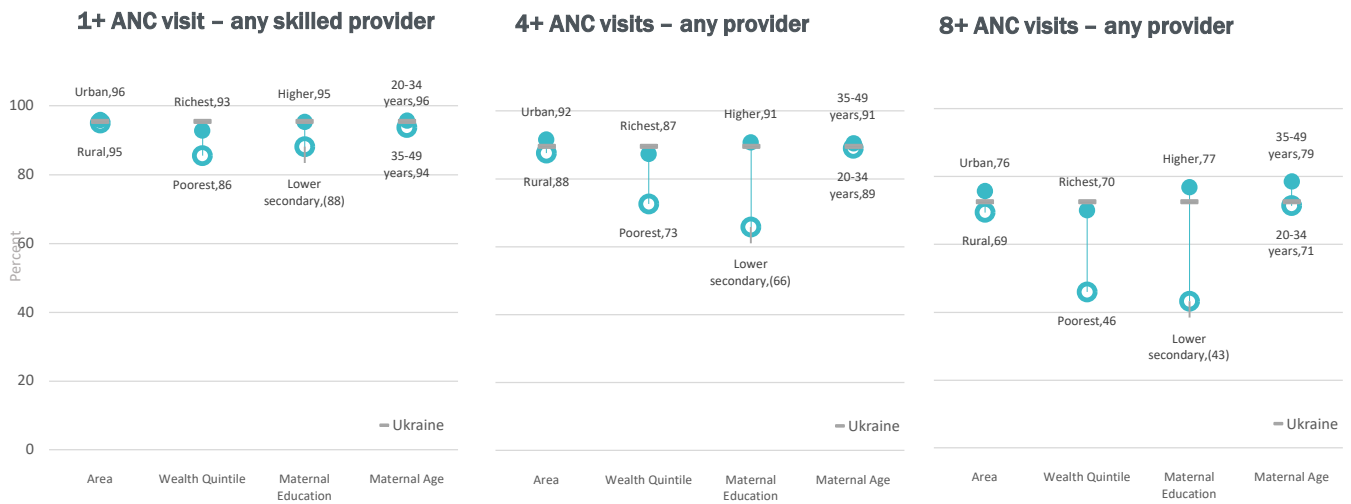 1+ ANC visit – any skilled provider
Percent
100
80
60
40
20
0
Urban,96
Rural,95
Richest,93
Poorest,86
Higher,95
Lower
secondary,(88)
20-34
years,96
35-49
years,94
Ukraine
Area
Wealth Quintile
Maternal
Education
Maternal Age
4+ ANC visits – any provider
Urban,92
Rural,88
Richest,87
Poorest,73
Higher,91
Lower
secondary,(66)
35-49
years,91
20-34
years,89
Ukraine
Area
Wealth Quintile
Maternal
Education
Maternal Age
8+ ANC visits – any provider
Urban,76
Rural,69
Richest,70
Poorest,46
Higher,77
Lower
secondary,(43)
35-49
years,79
20-34
years,71
Ukraine
Area
Wealth Quintile
Maternal
Education
Maternal Age